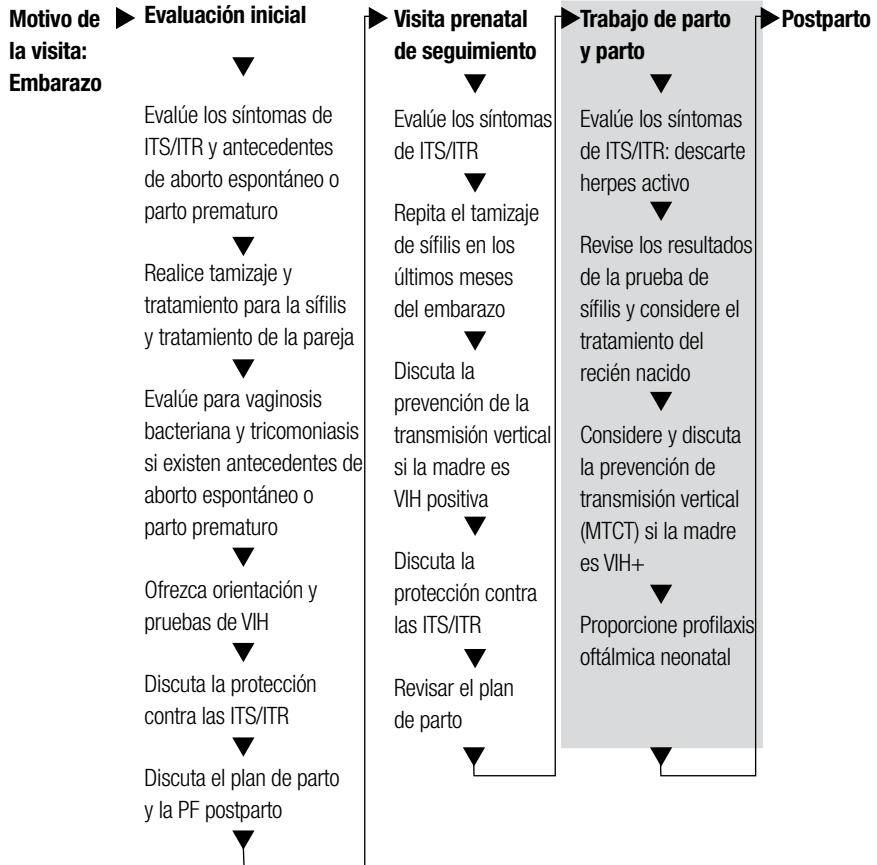 Motivo de
la visita:
Embarazo
Evaluación inicial
Evalúe los síntomas de
ITS/ITR y antecedentes
de aborto espontáneo o
parto prematuro
Realice tamizaje y
tratamiento para la sífilis
y tratamiento de la pareja
Evalúe para vaginosis
bacteriana y tricomoniasis
si existen antecedentes de
aborto espontáneo o
parto prematuro
Ofrezca orientación y
pruebas de VIH
Discuta la protección
contra las ITS/ITR
Discuta el plan de parto
y la PF postparto
Visita prenatal
de seguimiento
Evalúe los síntomas
de ITS/ITR
Repita el tamizaje
de sífilis en los
últimos meses
del embarazo
Discuta la
prevención de la
transmisión vertical
si la madre es
VIH positiva
Discuta la
protección contra
las ITS/ITR
Revisar el plan
de parto
Trabajo de parto
y parto
Evalúe los síntomas
de ITS/ITR: descarte
herpes activo
Revise los resultados
de la prueba de
sífilis y considere el
tratamiento del
recién nacido
Considere y discuta
la prevención de
transmisión vertical
(MTCT) si la madre
es VIH+
Proporcione profilaxis
oftálmica neonatal
Postparto